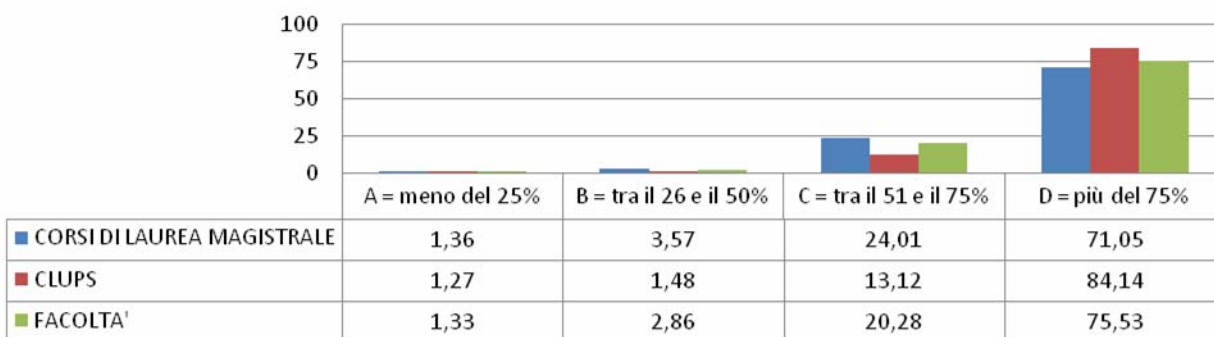 100
75
50
25
0
A = meno del 25% B = tra il 26 e il 50% C = tra il 51 e il 75% D = più del 75%
CORSI DI LAUREA MAGISTRALE 1,36 3,57 24,01 71,05
CLUPS 1,27 1,48 13,12 84,14
FACOLTA' 1,33 2,86 20,28 75,53